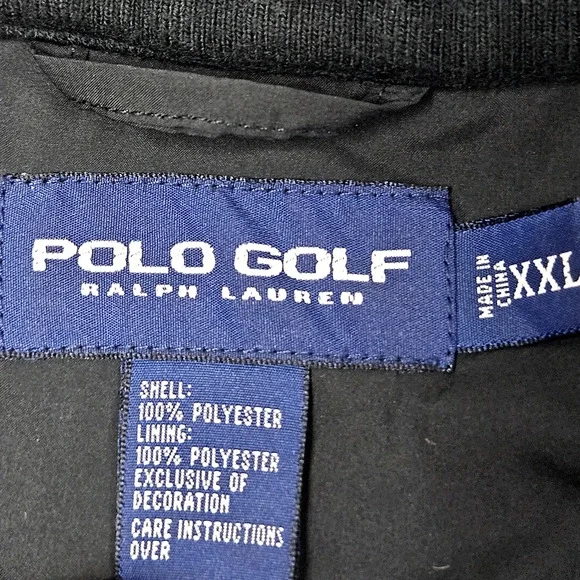 POLO GOLF
RALPH LAUREN
MADE IN
CHINA
XXL
SHELL:
100% POLYESTER
LINING:
100% POLYESTER
EXCLUSIVE OF
DECORATION
CARE INSTRUCTIONS
OVER